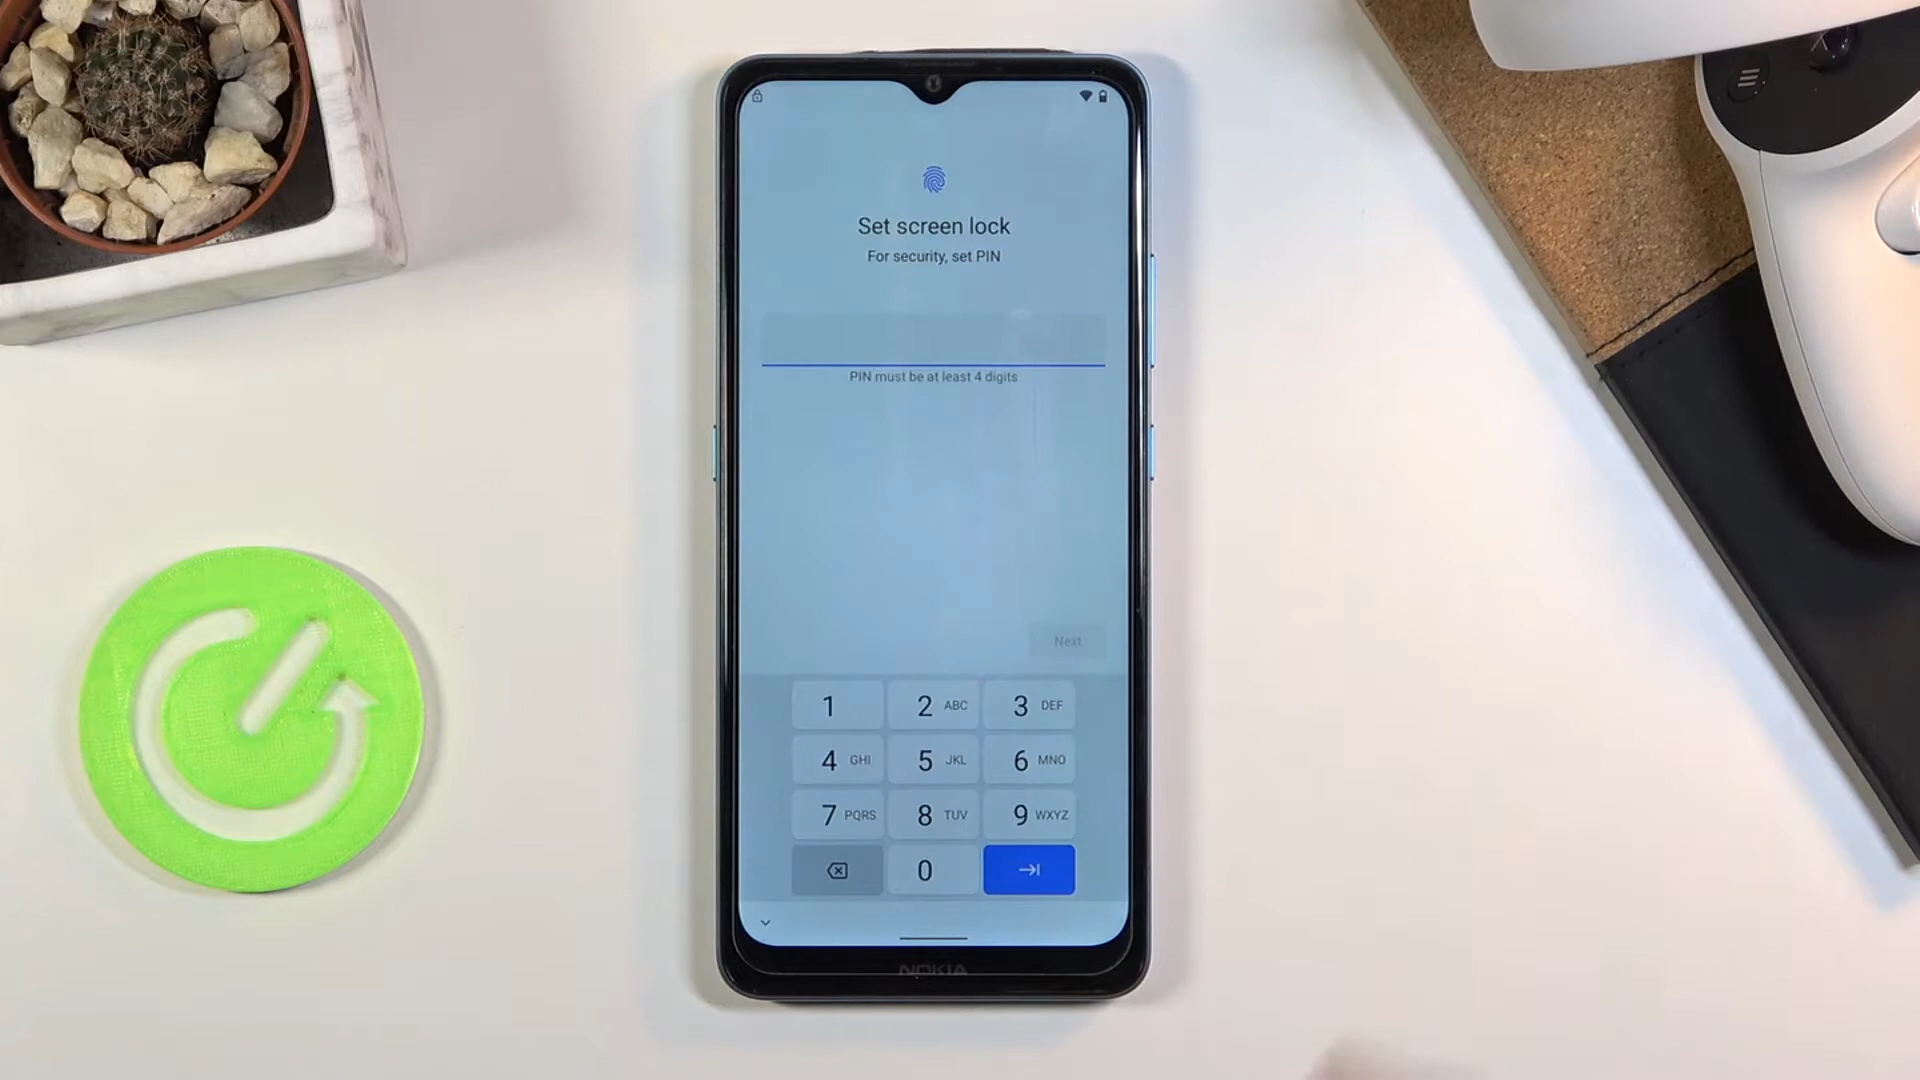 Set screen lock
For security, set PIN
PIN must be at least 4 digits
Next
1 2 ABC 3 DEF
4 GHI 5 JKL 6 MNO
7 PQRS 8 TUV 9 WXYZ
0
NOKIA